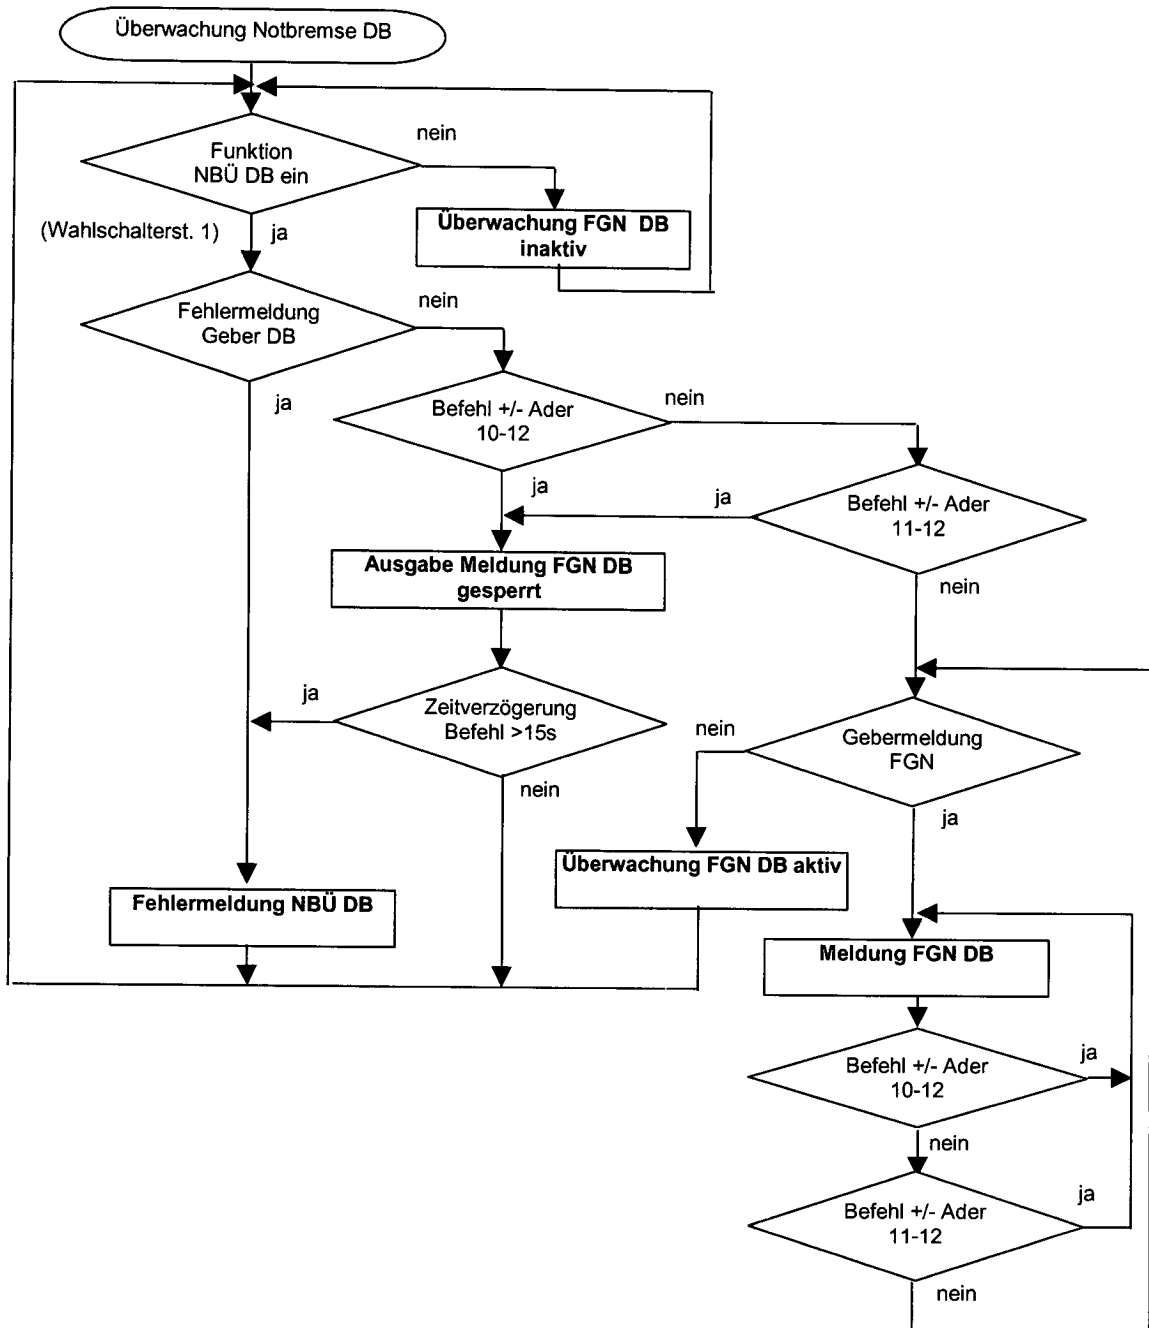 Überwachung Notbremse DB
nein
Funktion
NBÜ DB ein
(Wahlschalterst. 1)
ja
Überwachung FGN DB
inaktiv
nein
Fehlermeldung
Geber DB
ja
nein
Befehl +/- Ader
10-12
ja
ja
Befehl +/- Ader
11-12
nein
Ausgabe Meldung FGN DB
gesperrt
ja
Zeitverzögerung
Befehl >15s
nein
nein
Gebermeldung
FGN
ja
Überwachung FGN DB aktiv
Fehlermeldung NBÜ DB
Meldung FGN DB
Befehl +/- Ader
10-12
ja
nein
Befehl +/- Ader
11-12
ja
nein